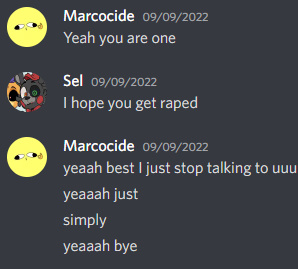 Marcocide 09/09/2022
Yeah you are one
Sel 09/09/2022
I hope you get raped
Marcocide 09/09/2022
yeaah best I just stop talking to uuu
yeaaah just
simply
yeaaah bye